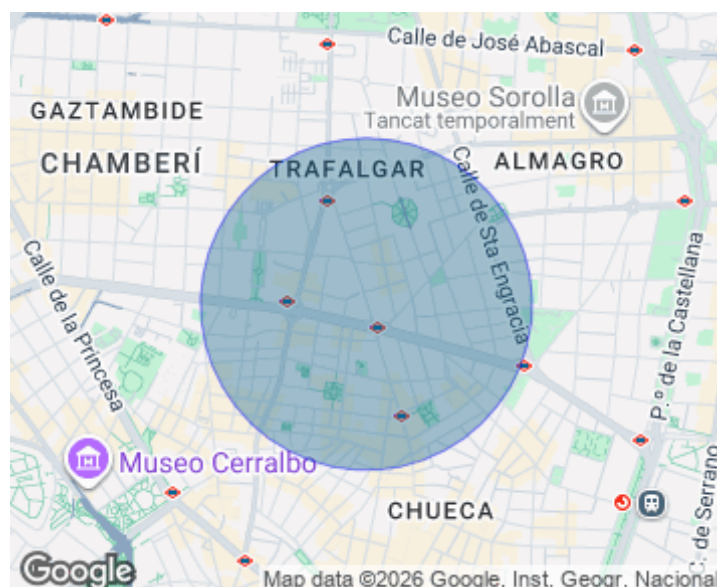 Calle de José Abascal
Museo Sorolla
Tancat temporalment
GAZTAMBIDE
CHAMBERÍ
TRAFALGAR
ALMAGRO
Calle de Sta Engracia
Calle de la Princesa
P.º de la Castellana
Museo Cerralbo
CHUECA
C. de Serrano
Google
Map data ©2026 Google, Inst. Geogr. Nacional